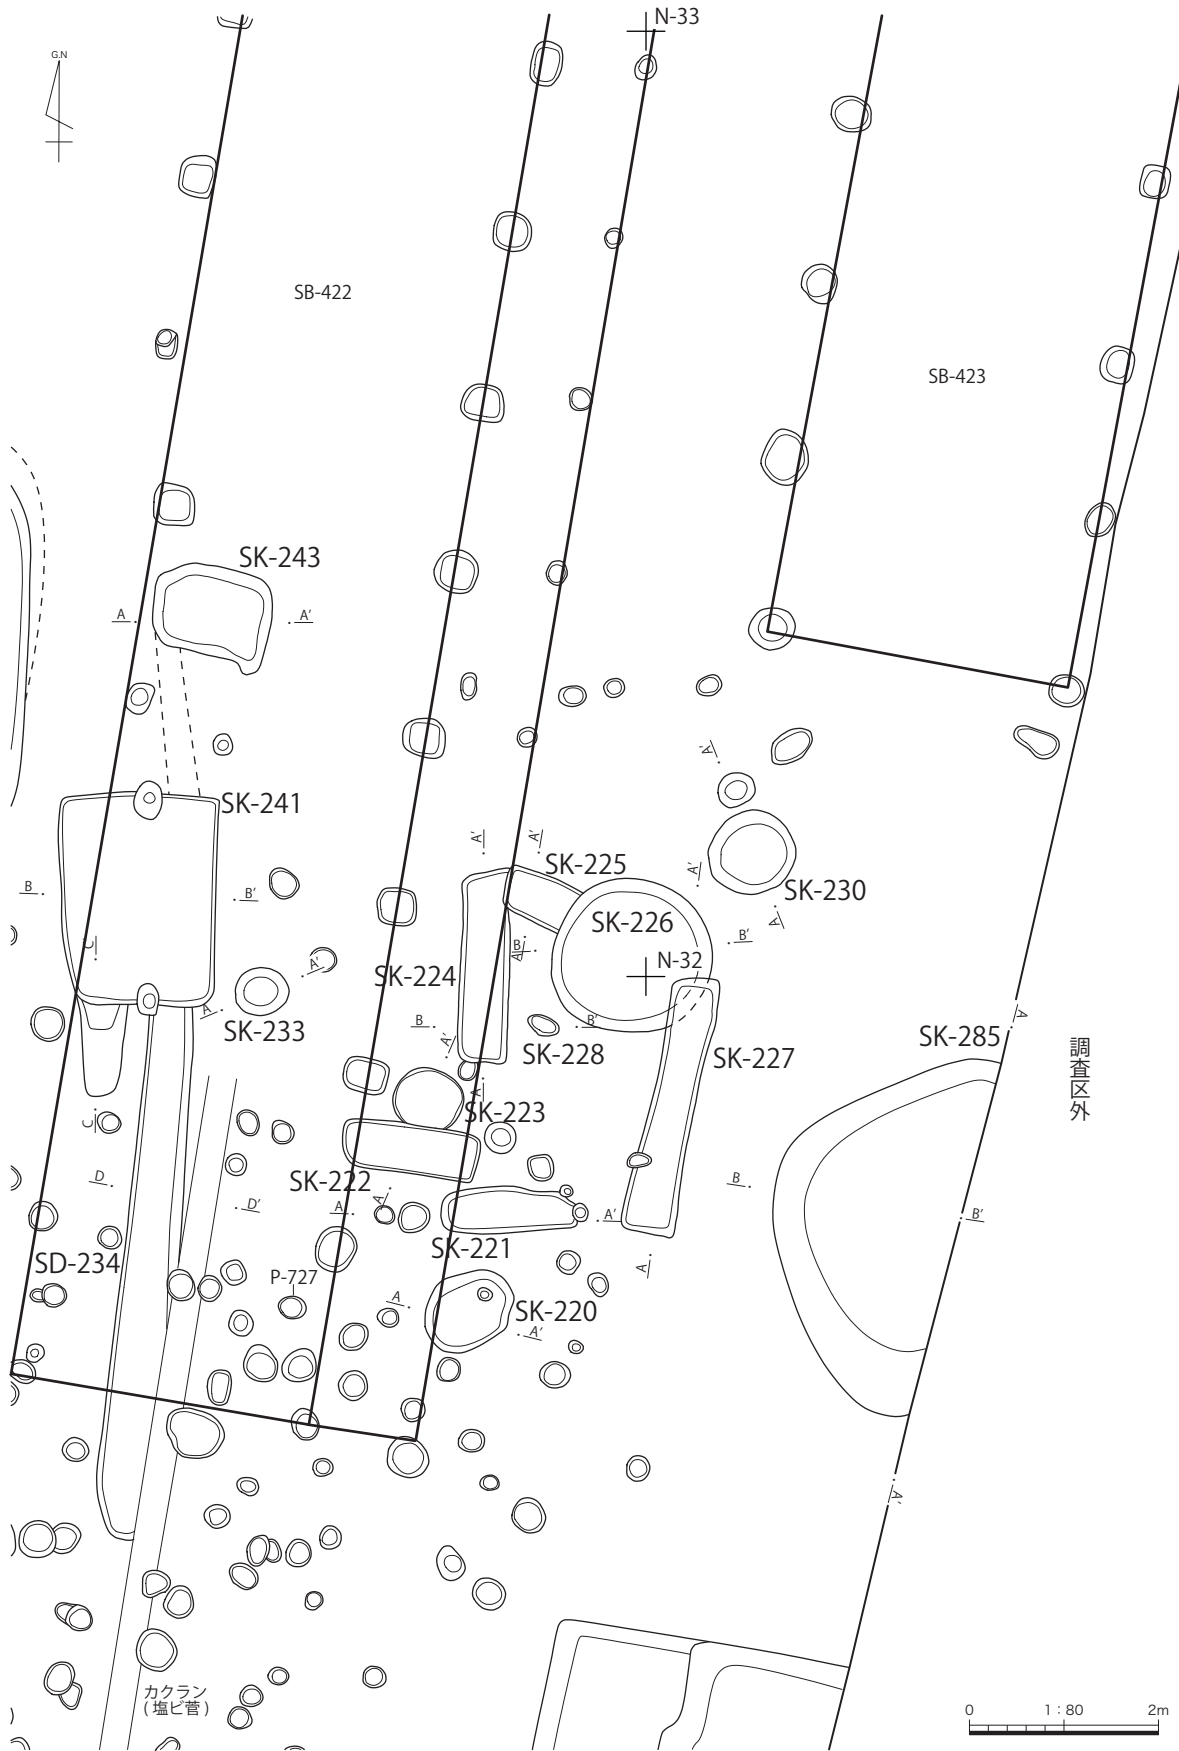 N-33
G.N
SB-422
SB-423
SK-243
A
A'
SK-241
A'
A'
A'
SK-225
A'
B
B'
SK-230
SK-226
A
B'
C
A'
SK-224
B
A
N-32
A
SK-233
B
A'
B'
SK-228
SK-227
SK-285
A
調査区外
A
SK-223
C
D
SK-222
B
A
A
D'
A'
B'
SK-221
SD-234
P-727
A
A
SK-220
A'
A'
カクラン
(塩ビ菅)
0
1:80
2m